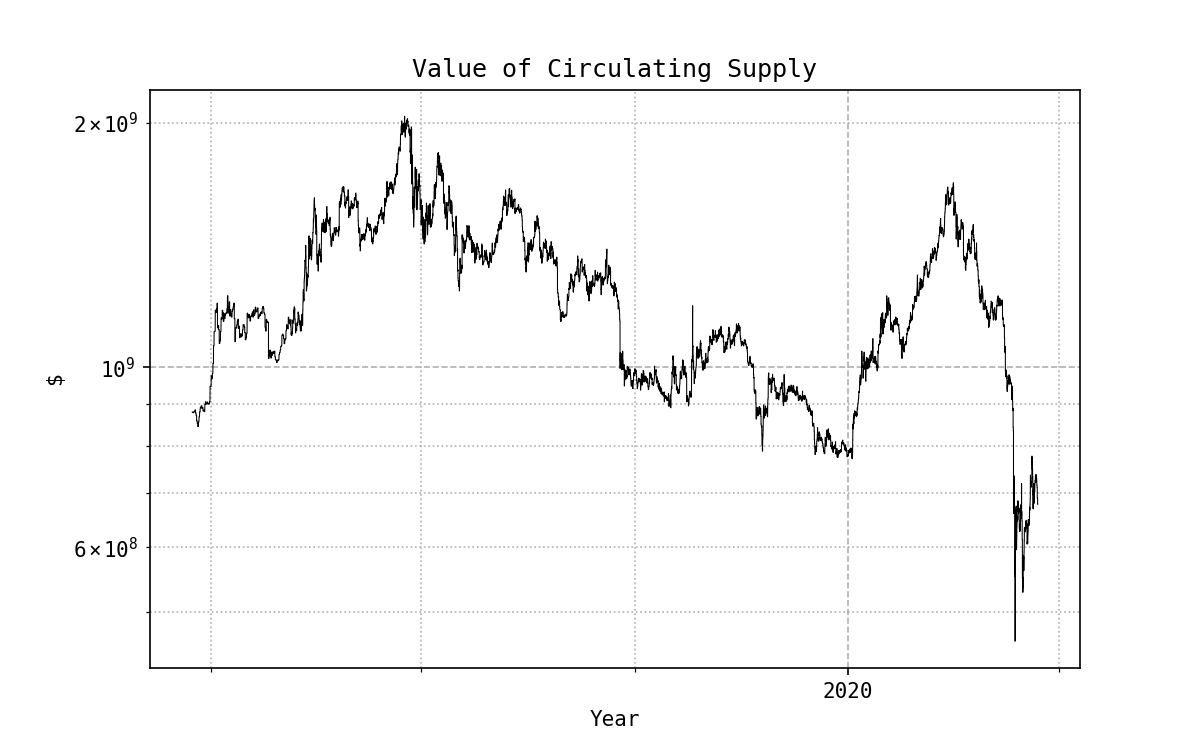 Value of Circulating Supply
2×10⁹
10⁹
6×10⁸
$
2020
Year